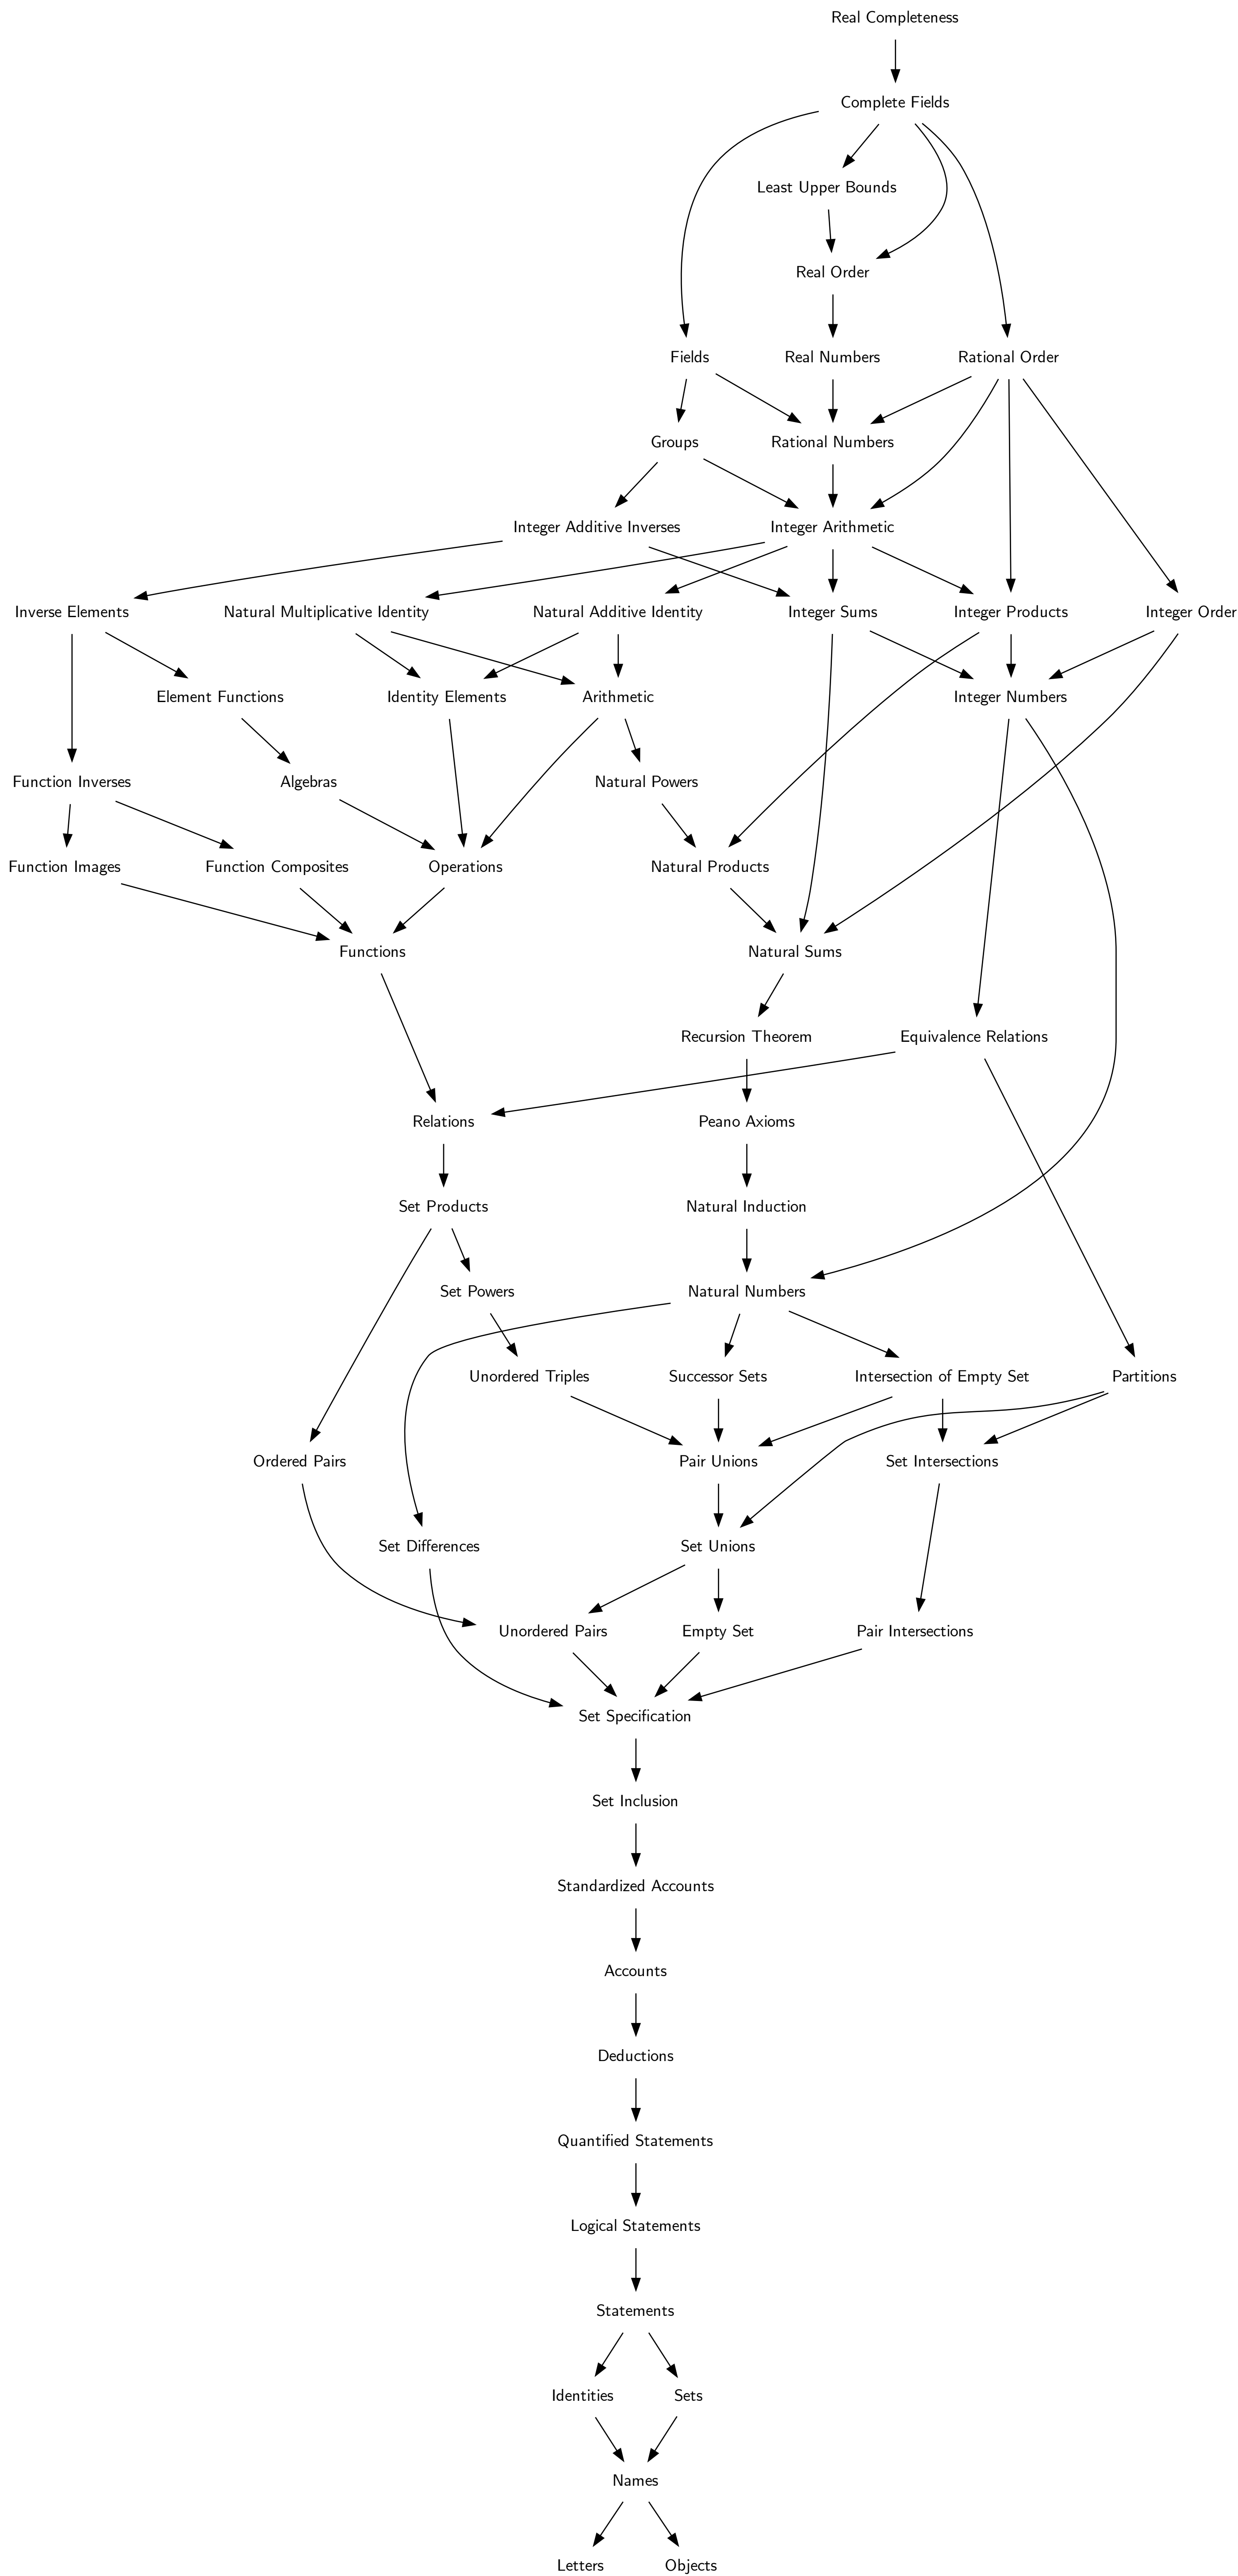 Real Completeness
Complete Fields
Least Upper Bounds
Real Order
Fields
Real Numbers
Rational Order
Groups
Rational Numbers
Integer Additive Inverses
Integer Arithmetic
Inverse Elements
Natural Multiplicative Identity
Natural Additive Identity
Integer Sums
Integer Products
Integer Order
Element Functions
Identity Elements
Arithmetic
Integer Numbers
Function Inverses
Algebras
Natural Powers
Function Images
Function Composites
Operations
Natural Products
Functions
Natural Sums
Recursion Theorem
Equivalence Relations
Relations
Peano Axioms
Set Products
Natural Induction
Set Powers
Natural Numbers
Unordered Triples
Successor Sets
Intersection of Empty Set
Partitions
Ordered Pairs
Pair Unions
Set Intersections
Set Differences
Set Unions
Unordered Pairs
Empty Set
Pair Intersections
Set Specification
Set Inclusion
Standardized Accounts
Accounts
Deductions
Quantified Statements
Logical Statements
Statements
Identities
Sets
Names
Letters
Objects